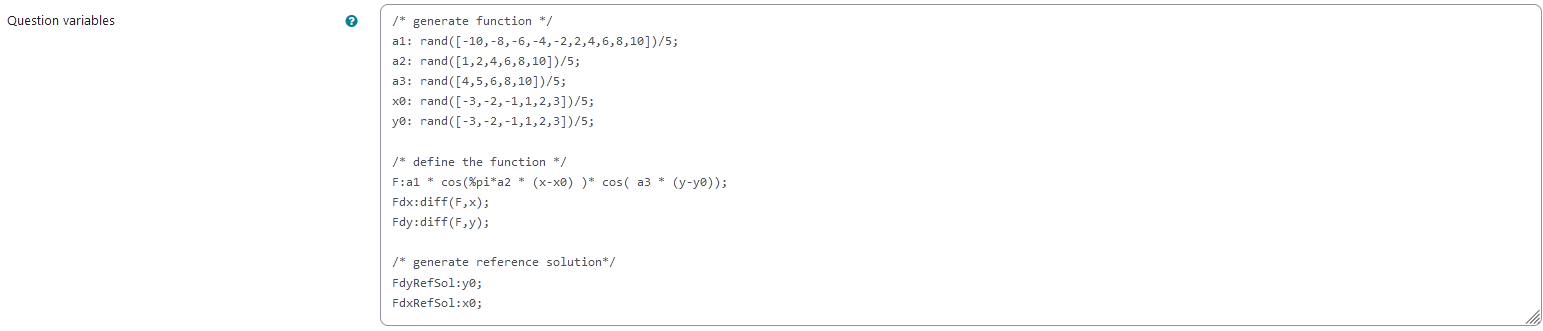 Question variables
/* generate function */
a1: rand([-10,-8,-6,-4,-2,2,4,6,8,10])/5;
a2: rand([1,2,4,6,8,10])/5;
a3: rand([4,5,6,8,10])/5;
x0: rand([-3,-2,-1,1,2,3])/5;
y0: rand([-3,-2,-1,1,2,3])/5;
/* define the function */
F:a1 * cos(%pi*a2 * (x-x0) )* cos( a3 * (y-y0));
Fdx:diff(F,x);
Fdy:diff(F,y);
/* generate reference solution*/
FdyRefSol:y0;
FdxRefSol:x0;